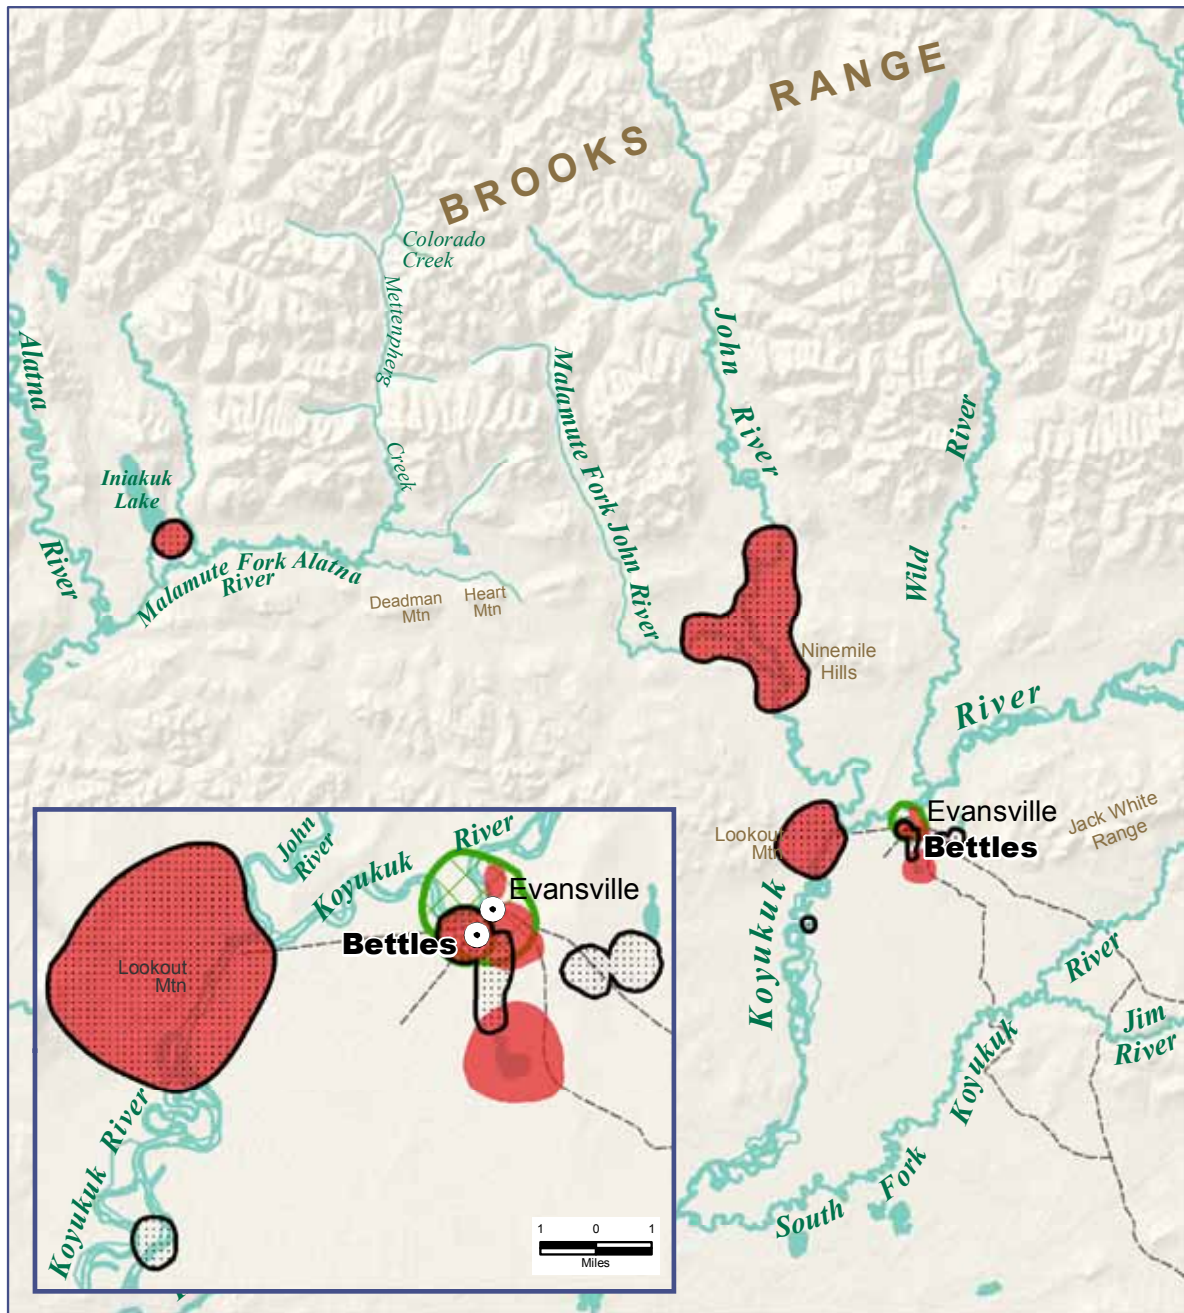 BROOKS RANGE
Colorado
Creek
Mettenpherg
Creek
Alatna
River
Iniakuk
Lake
Malamute Fork Alatna
River
Deadman
Mtn
Heart
Mtn
Malamute Fork John River
John
River
Wild
River
Ninemile
Hills
River
Lookout
Mtn
Evansville
Bettles
Jack White
Range
Koyukuk
River
Jim
River
Koyukuk
Fork
South
John
River
Koyukuk
River
Evansville
Bettles
Lookout
Mtn
Koyukuk
River
1 0 1
Miles